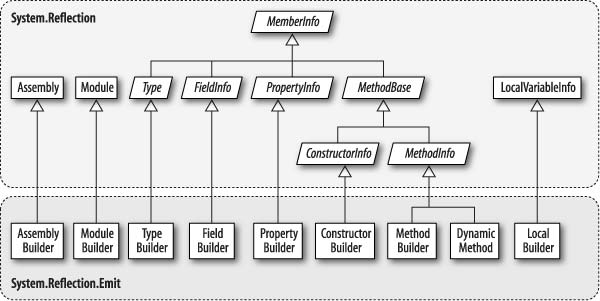 System.Reflection
MemberInfo
Assembly
Module
Type
FieldInfo
PropertyInfo
MethodBase
LocalVariableInfo
ConstructorInfo
MethodInfo
Assembly
Builder
Module
Builder
Type
Builder
Field
Builder
Property
Builder
Constructor
Builder
Method
Builder
Dynamic
Method
Local
Builder
System.Reflection.Emit